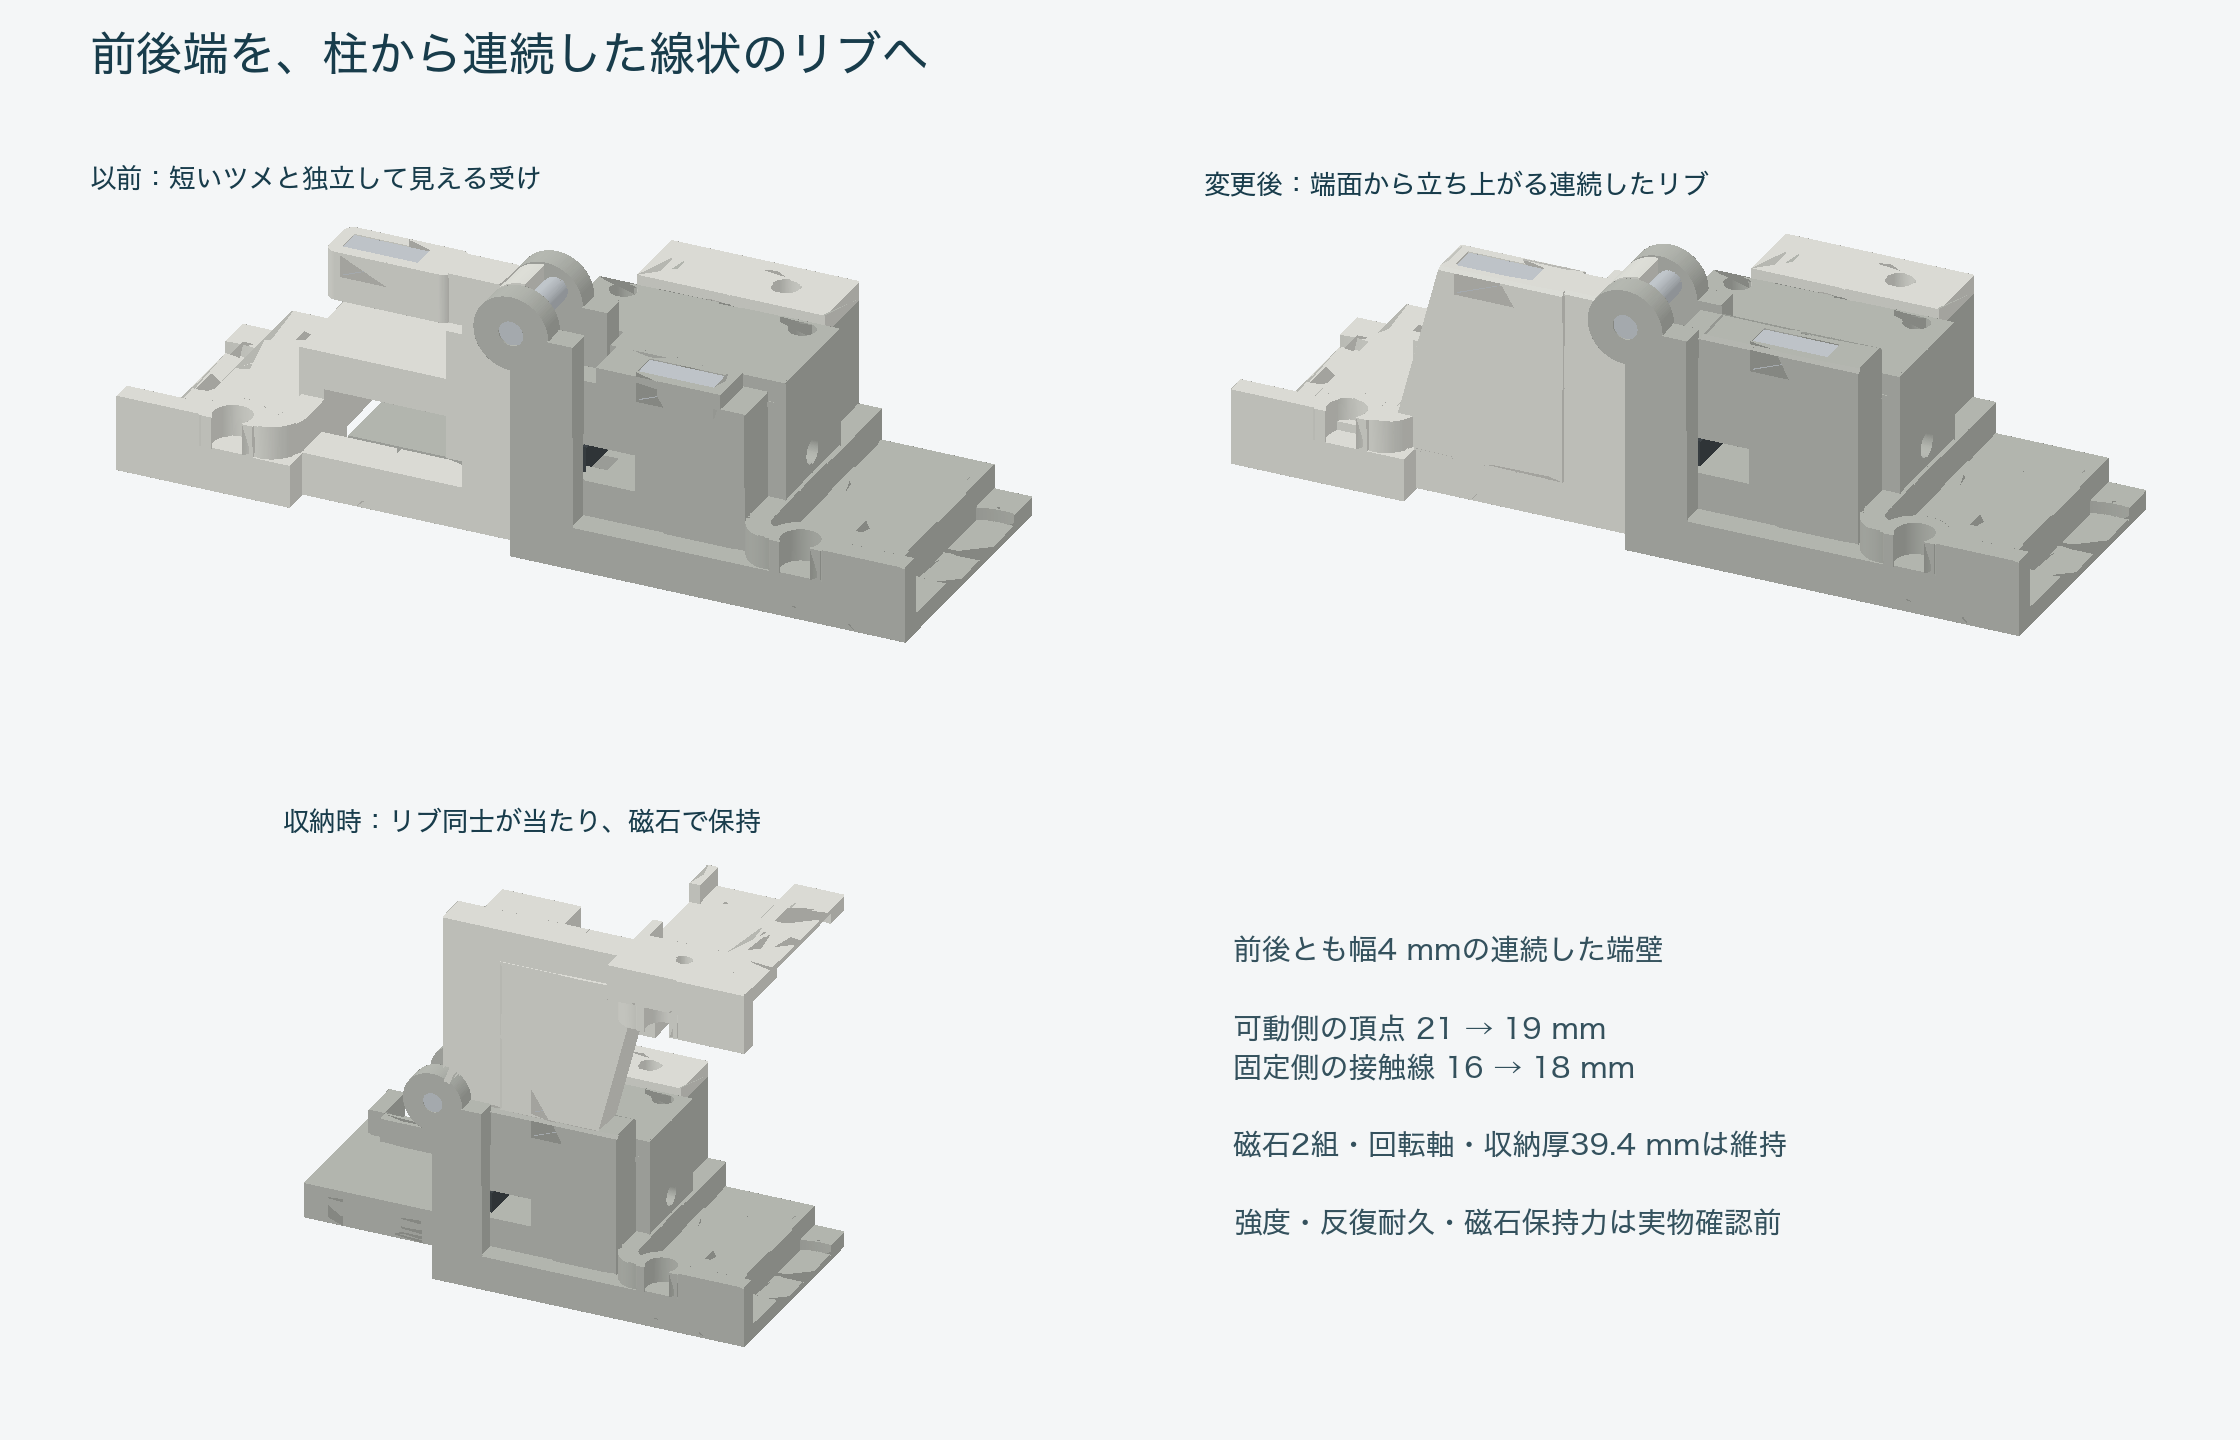 前後端を、柱から連続した線状のリブへ
以前：短いツメと独立して見える受け
変更後：端面から立ち上がる連続したリブ
収納時：リブ同士が当たり、磁石で保持
前後とも幅4 mmの連続した端壁
可動側の頂点 21 → 19 mm
固定側の接触線 16 → 18 mm
磁石2組・回転軸・収納厚39.4 mmは維持
強度・反復耐久・磁石保持力は実物確認前